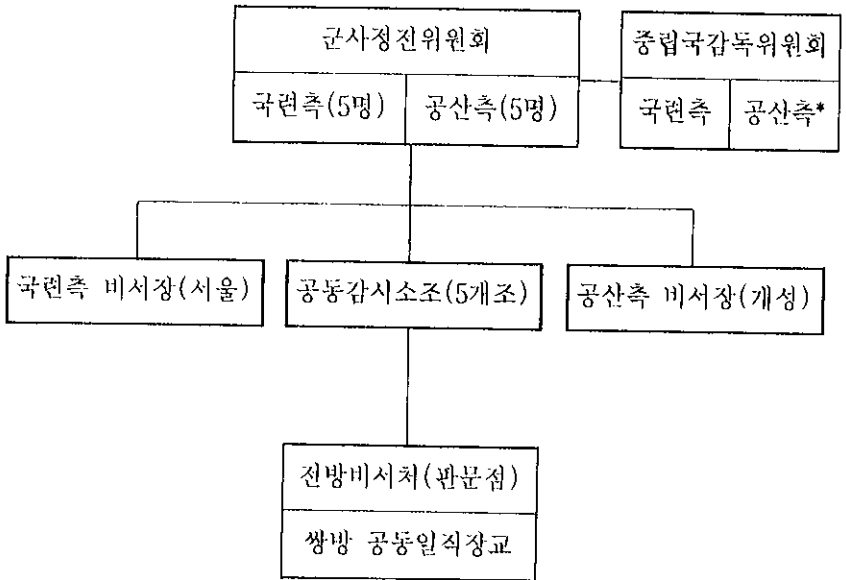 군사정전위원회
중립국감독위원회
국련측(5명) 공산측(5명)
국련측 공산측*
국련측 비서장(서울)
공동감시소조(5개조)
공산측 비서장(개성)
전방비서처(판문점)
쌍방 공동일직장교